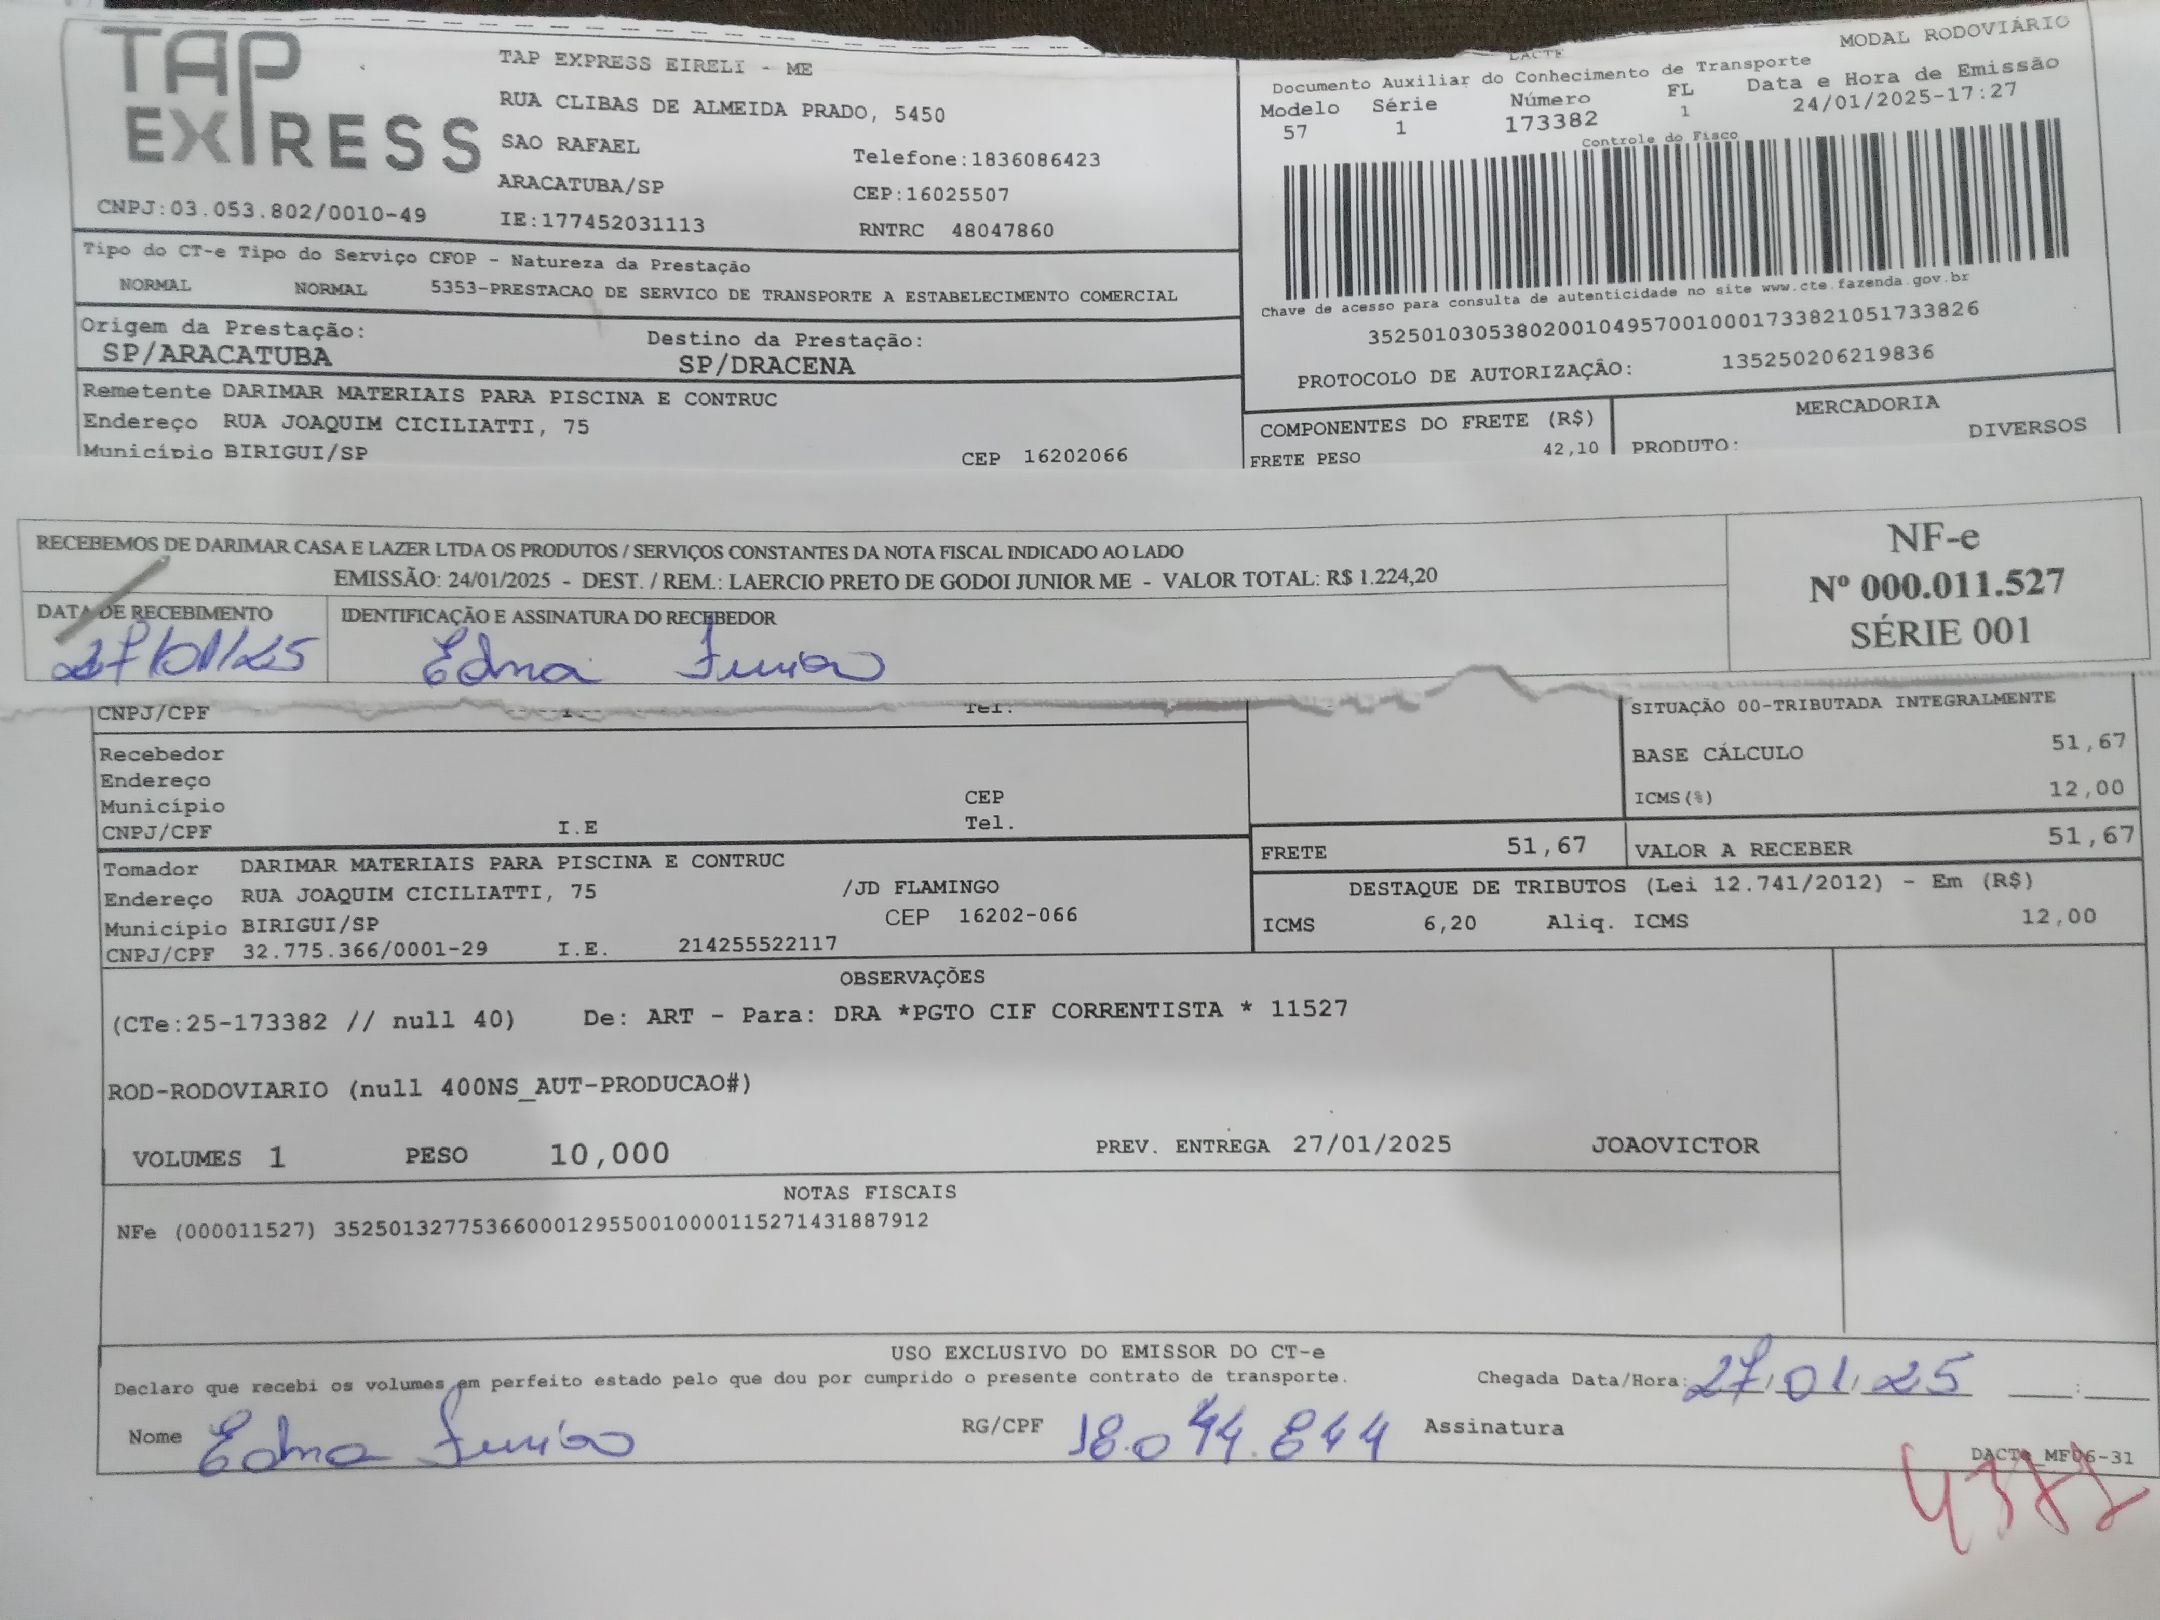 TAP EXPRESS
TAP EXPRESS EIRELI - ME
RUA CLIBAS DE ALMEIDA PRADO, 5450
SAO RAFAEL
Telefone:1836086423
ARACATUBA/SP
CEP:16025507
CNPJ:03.053.802/0010-49
IE:177452031113
RNTRC 48047860
DACTE
MODAL RODOVIÁRIO
Documento Auxiliar do Conhecimento de Transporte
Modelo Série Número FL Data e Hora de Emissão
57 1 173382 1 24/01/2025-17:27
Controle do Fisco
Chave de acesso para consulta de autenticidade no site www.cte.fazenda.gov.br
35250103053802001049570010001733821051733826
PROTOCOLO DE AUTORIZAÇÃO: 135250206219836
Tipo do CT-e Tipo do Serviço CFOP - Natureza da Prestação
NORMAL NORMAL 5353-PRESTACAO DE SERVICO DE TRANSPORTE A ESTABELECIMENTO COMERCIAL
Origem da Prestação: Destino da Prestação:
SP/ARACATUBA SP/DRACENA
Remetente DARIMAR MATERIAIS PARA PISCINA E CONTRUC
Endereço RUA JOAQUIM CICILIATTI, 75
Município BIRIGUI/SP CEP 16202066
COMPONENTES DO FRETE (R$)
FRETE PESO 42,10
MERCADORIA
PRODUTO: DIVERSOS
RECEBEMOS DE DARIMAR CASA E LAZER LTDA OS PRODUTOS / SERVIÇOS CONSTANTES DA NOTA FISCAL INDICADO AO LADO
EMISSÃO: 24/01/2025 - DEST. / REM.: LAERCIO PRETO DE GODOI JUNIOR ME - VALOR TOTAL: R$ 1.224,20
DATA DE RECEBIMENTO
27/01/25
IDENTIFICAÇÃO E ASSINATURA DO RECEBEDOR
Edna
NF-e
Nº 000.011.527
SÉRIE 001
CNPJ/CPF Tel.
Recebedor
Endereço
Município CEP
CNPJ/CPF I.E Tel.
SITUAÇÃO 00-TRIBUTADA INTEGRALMENTE
BASE CÁLCULO 51,67
ICMS(%) 12,00
FRETE 51,67 VALOR A RECEBER 51,67
Tomador DARIMAR MATERIAIS PARA PISCINA E CONTRUC
Endereço RUA JOAQUIM CICILIATTI, 75 /JD FLAMINGO
Município BIRIGUI/SP CEP 16202-066
CNPJ/CPF 32.775.366/0001-29 I.E. 214255522117
DESTAQUE DE TRIBUTOS (Lei 12.741/2012) - Em (R$)
ICMS 6,20 Aliq. ICMS 12,00
OBSERVAÇÕES
(CTe:25-173382 // null 40) De: ART - Para: DRA *PGTO CIF CORRENTISTA * 11527
ROD-RODOVIARIO (null 400NS_AUT-PRODUCAO#)
VOLUMES 1 PESO 10,000 PREV. ENTREGA 27/01/2025 JOAOVICTOR
NOTAS FISCAIS
NFe (000011527) 35250132775366000129550010000115271431887912
USO EXCLUSIVO DO EMISSOR DO CT-e
Declaro que recebi os volumes em perfeito estado pelo que dou por cumprido o presente contrato de transporte.
Chegada Data/Hora: 27/01/25 __:__
Nome Edna RG/CPF 18.044.844 Assinatura
DACTe_MF06-31